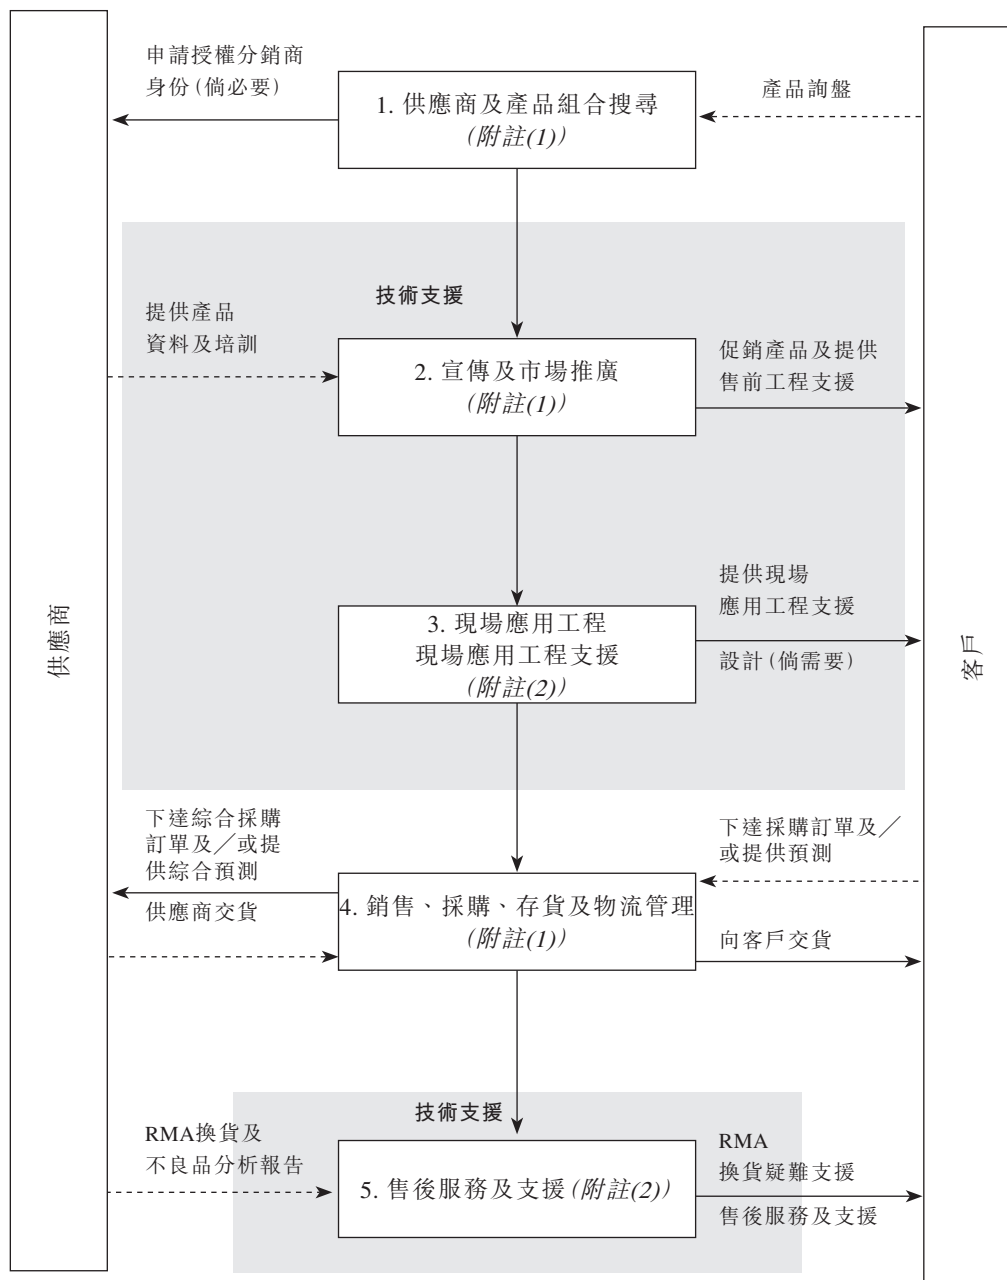 申請授權分銷商
身份(倘必要)
1. 供應商及產品組合搜尋
(附註(1))
產品詢盤
技術支援
提供產品
資料及培訓
2. 宣傳及市場推廣
(附註(1))
促銷產品及提供
售前工程支援
供應商
3. 現場應用工程
現場應用工程支援
(附註(2))
提供現場
應用工程支援
設計(倘需要)
客戶
下達綜合採購
訂單及／或提
供綜合預測
供應商交貨
4. 銷售、採購、存貨及物流管理
(附註(1))
下達採購訂單及／
或提供預測
向客戶交貨
技術支援
RMA換貨及
不良品分析報告
5. 售後服務及支援(附註(2))
RMA
換貨疑難支援
售後服務及支援